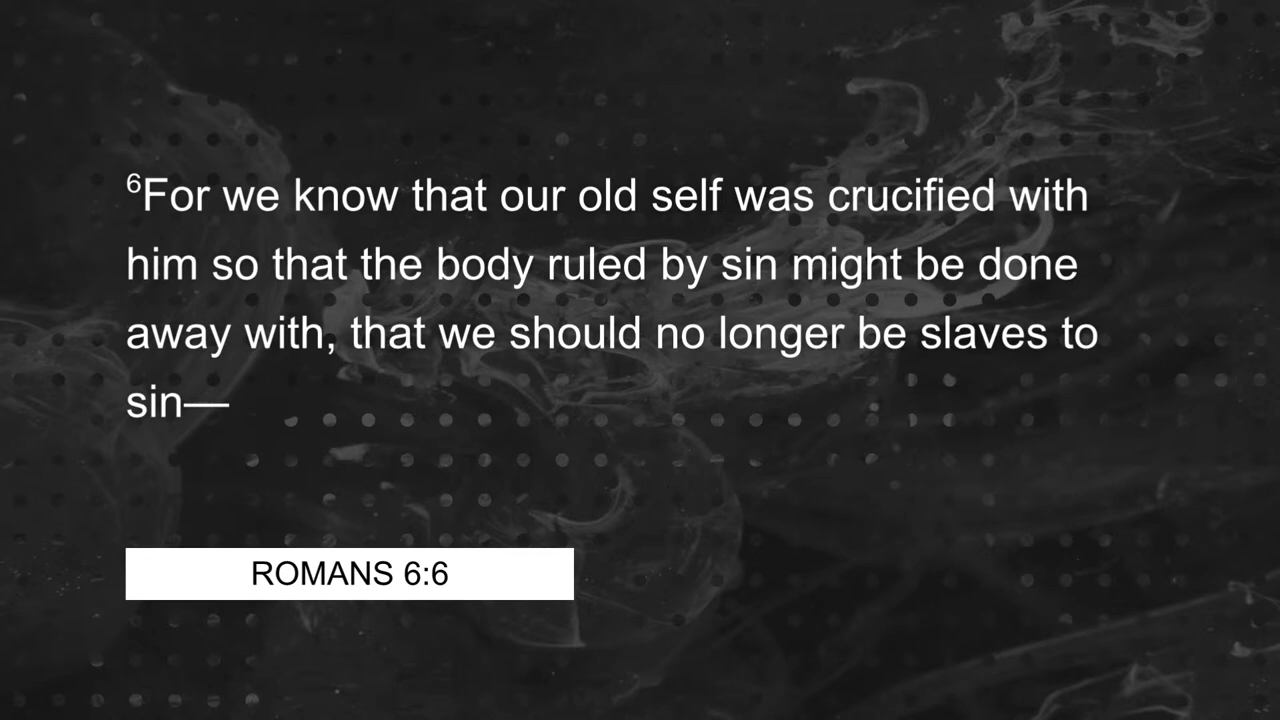 ⁶For we know that our old self was crucified with
him so that the body ruled by sin might be done
away with, that we should no longer be slaves to
sin—
ROMANS 6:6